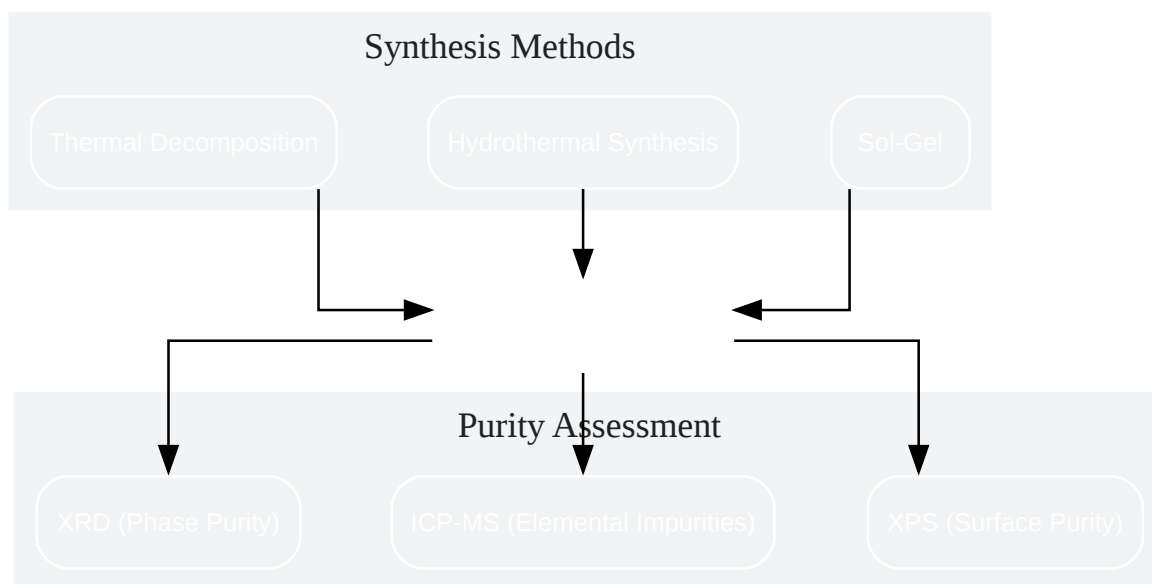 Synthesis Methods
Thermal Decomposition
Hydrothermal Synthesis
Sol-Gel
Purity Assessment
XRD (Phase Purity)
ICP-MS (Elemental Impurities)
XPS (Surface Purity)